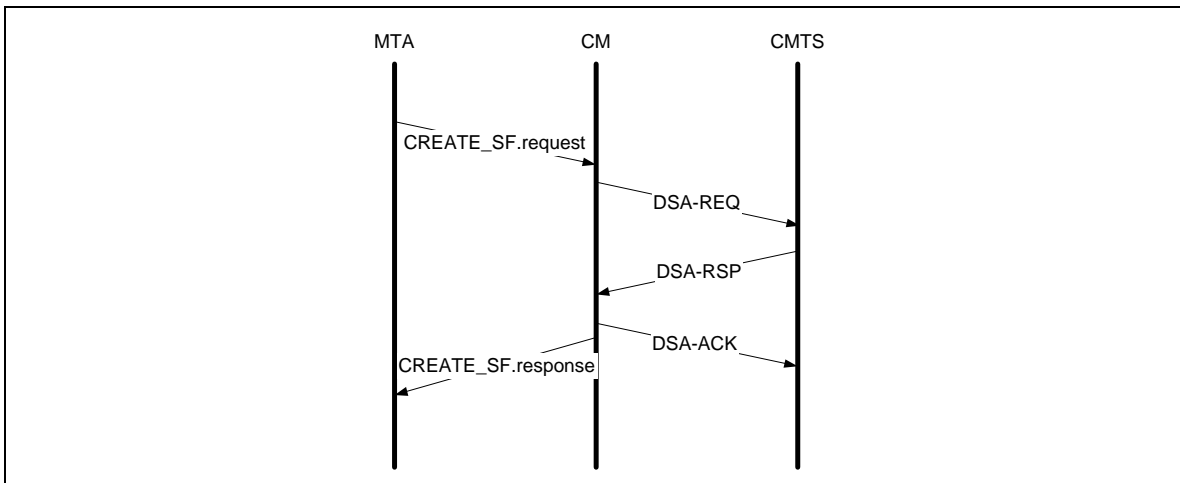 MTA
CM
CMTS
CREATE_SF.request
DSA-REQ
DSA-RSP
DSA-ACK
CREATE_SF.response